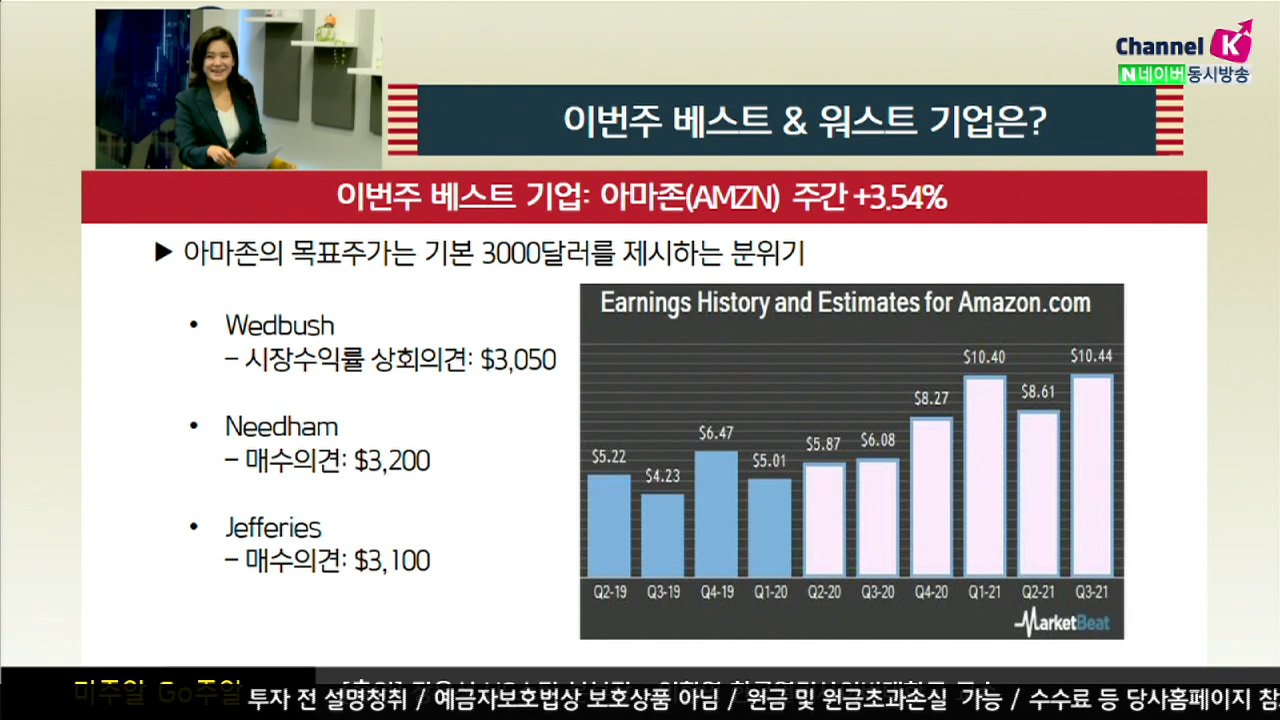 Channel K
N 네이버 동시방송
이번주 베스트 & 워스트 기업은?
이번주 베스트 기업: 아마존(AMZN) 주간 +3.54%
▶ 아마존의 목표주가는 기본 3000달러를 제시하는 분위기
• Wedbush
– 시장수익률 상회의견: $3,050
• Needham
– 매수의견: $3,200
• Jefferies
– 매수의견: $3,100
Earnings History and Estimates for Amazon.com
$5.22 $4.23 $6.47 $5.01 $5.87 $6.08 $8.27 $10.40 $8.61 $10.44
Q2-19 Q3-19 Q4-19 Q1-20 Q2-20 Q3-20 Q4-20 Q1-21 Q2-21 Q3-21
MarketBeat
미주알 Go주알
투자 전 설명청취 / 예금자보호법상 보호상품 아님 / 원금 및 원금초과손실 가능 / 수수료 등 당사홈페이지 참